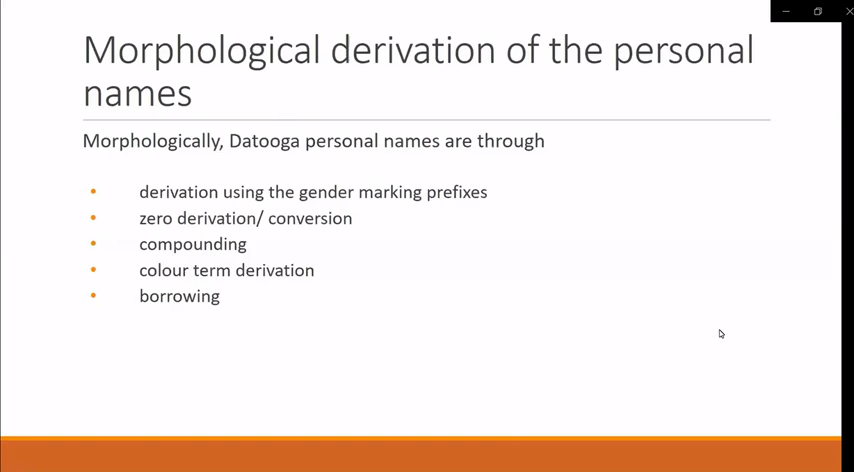 Morphological derivation of the personal
names
Morphologically, Datooga personal names are through
• derivation using the gender marking prefixes
• zero derivation/ conversion
• compounding
• colour term derivation
• borrowing